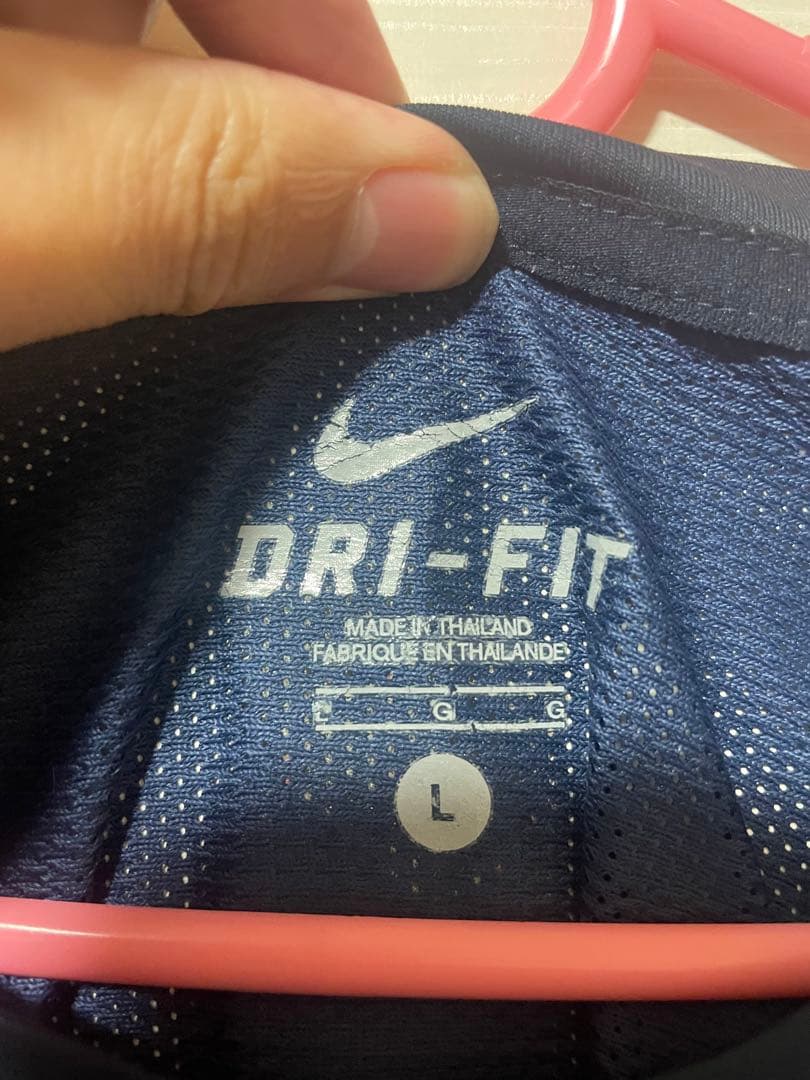 DRI-FIT
MADE IN THAILAND
FABRIQUE EN THAILANDE
L G G
L